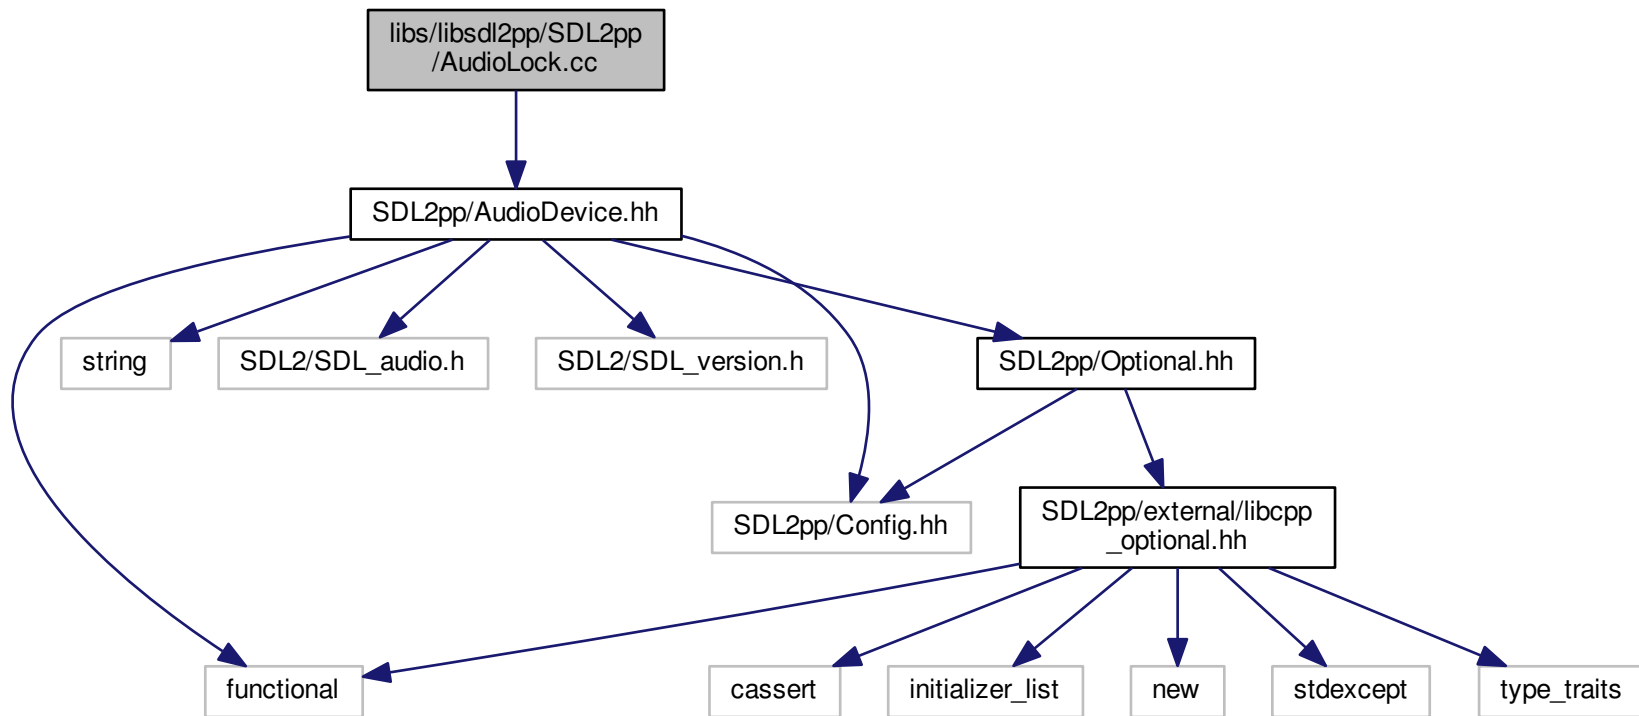 libs/libsdl2pp/SDL2pp
/AudioLock.cc
SDL2pp/AudioDevice.hh
string
SDL2/SDL_audio.h
SDL2/SDL_version.h
SDL2pp/Optional.hh
SDL2pp/Config.hh
SDL2pp/external/libcpp
_optional.hh
functional
cassert
initializer_list
new
stdexcept
type_traits